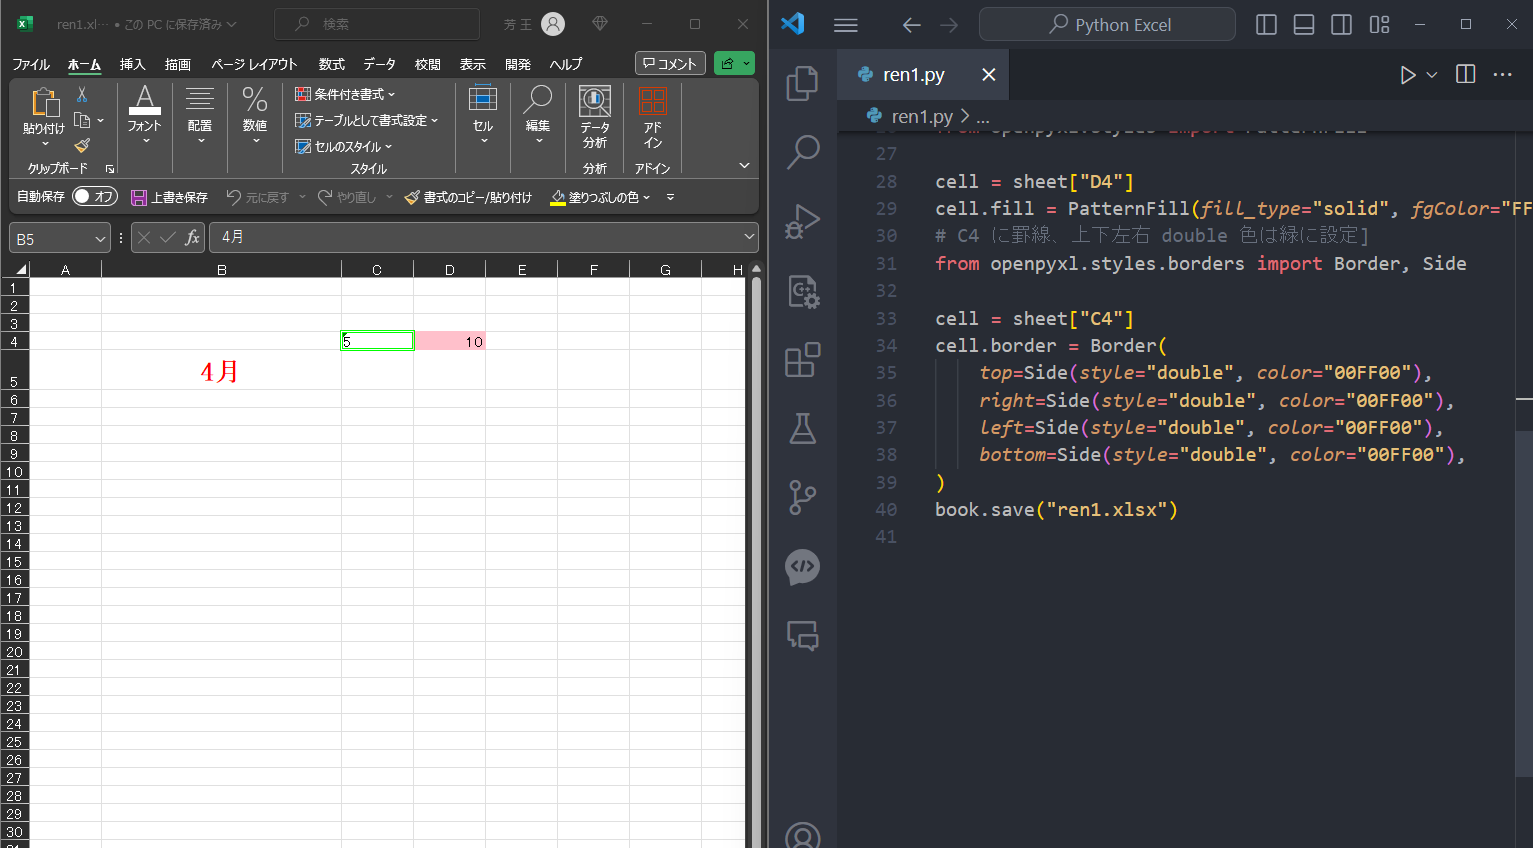 ren1.xl… • この PC に保存済み
検索
芳 王
ファイル ホーム 挿入 描画 ページ レイアウト 数式 データ 校閲 表示 開発 ヘルプ
コメント
貼り付け
クリップボード
フォント
配置
数値
条件付き書式
テーブルとして書式設定
セルのスタイル
スタイル
セル
編集
データ
分析
分析
アド
イン
アドイン
自動保存 オフ 上書き保存 元に戻す やり直し 書式のコピー/貼り付け 塗りつぶしの色
B5
fx
4月
A B C D E F G H
1
2
3
4 5 10
5 4月
6
7
8
9
10
11
12
13
14
15
16
17
18
19
20
21
22
23
24
25
26
27
28
29
30
Python Excel
ren1.py
ren1.py > ...
26 from openpyxl.styles import PatternFill
27
28 cell = sheet["D4"]
29 cell.fill = PatternFill(fill_type="solid", fgColor="FF
30 # C4 に罫線、上下左右 double 色は緑に設定]
31 from openpyxl.styles.borders import Border, Side
32
33 cell = sheet["C4"]
34 cell.border = Border(
35 top=Side(style="double", color="00FF00"),
36 right=Side(style="double", color="00FF00"),
37 left=Side(style="double", color="00FF00"),
38 bottom=Side(style="double", color="00FF00"),
39 )
40 book.save("ren1.xlsx")
41